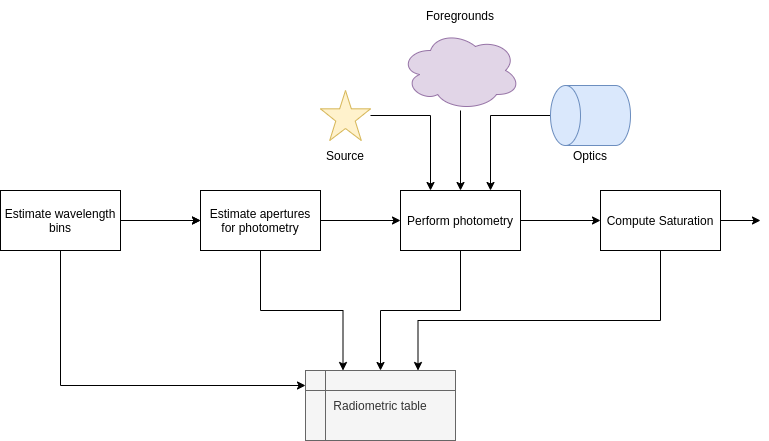 Foregrounds
Source
Optics
Estimate wavelength
bins
Estimate apertures
for photometry
Perform photometry
Compute Saturation
Radiometric table